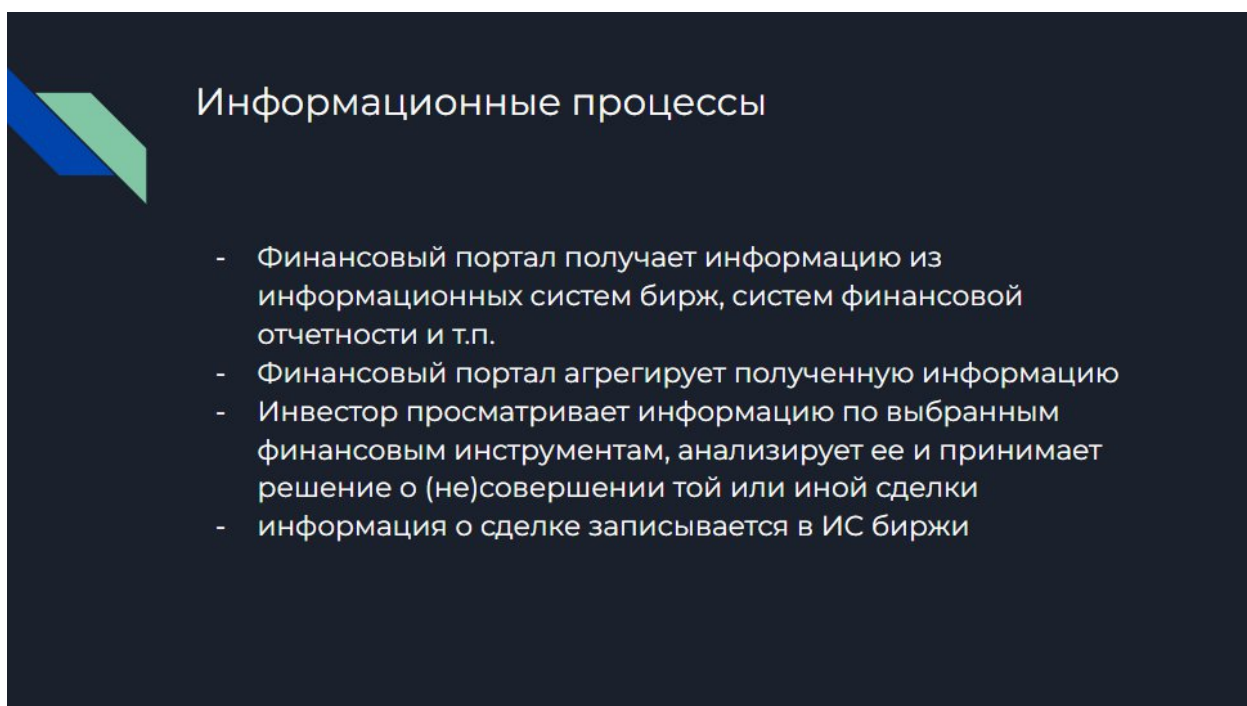 Информационные процессы
- Финансовый портал получает информацию из
информационных систем бирж, систем финансовой
отчетности и т.п.
- Финансовый портал агрегирует полученную информацию
- Инвестор просматривает информацию по выбранным
финансовым инструментам, анализирует ее и принимает
решение о (не)совершении той или иной сделки
- информация о сделке записывается в ИС биржи